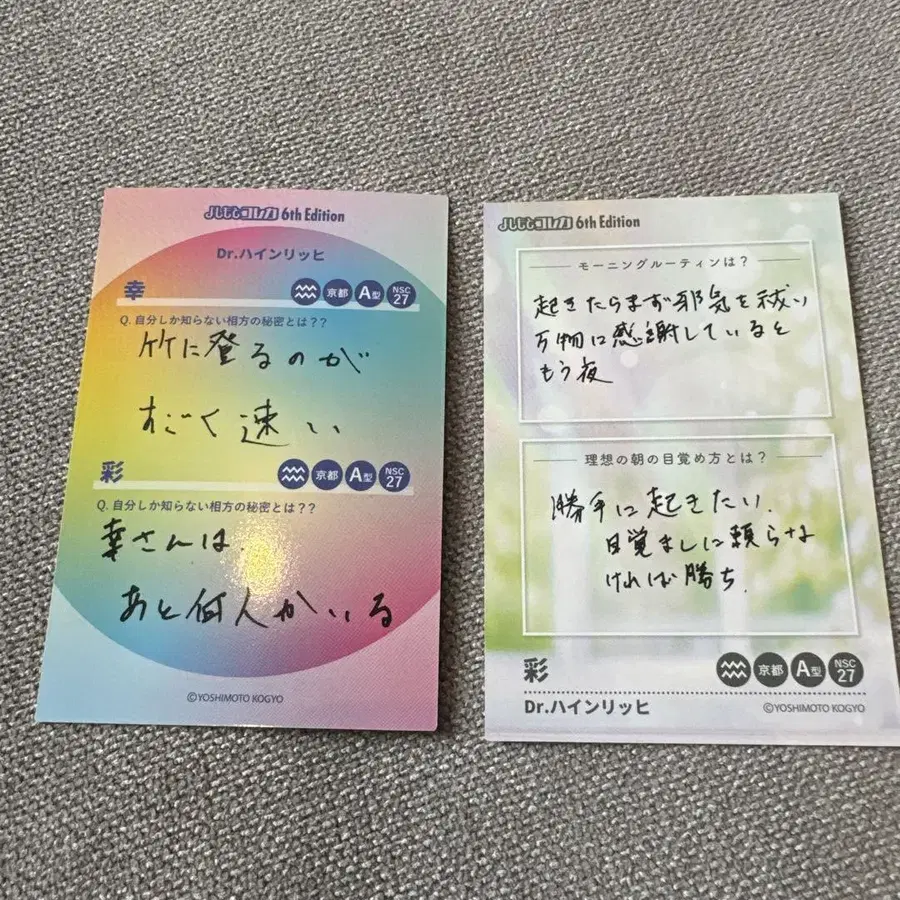 ルミネコレカ 6th Edition
Dr.ハインリッヒ
幸
京都 A型 NSC 27
Q. 自分しか知らない相方の秘密とは??
竹に登るのが
すごく速い
彩
京都 A型 NSC 27
Q. 自分しか知らない相方の秘密とは??
幸さんは、
あと何人かいる
©YOSHIMOTO KOGYO
6th Edition
モーニングルーティンは?
起きたらまず邪気を祓い
万物に感謝していると
もう夜
理想の朝の目覚め方とは?
勝手に起きたい.
目覚ましに頼らな
ければ勝ち.
彩
京都 A型 NSC 27
Dr.ハインリッヒ
©YOSHIMOTO KOGYO